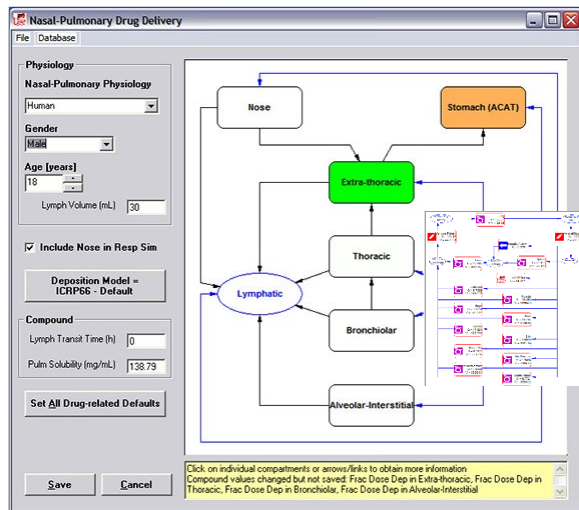 Nasal-Pulmonary Drug Delivery
File Database
Physiology
Nasal-Pulmonary Physiology
Human
Gender
Male
Age [years]
18
Lymph Volume (mL) 30
Include Nose in Resp Sim
Deposition Model =
ICRP66 - Default
Compound
Lymph Transit Time (h) 0
Pulm Solubility (mg/mL) 138.79
Set All Drug-related Defaults
Save Cancel
Nose
Stomach (ACAT)
Extra-thoracic
Thoracic
Lymphatic
Bronchiolar
Alveolar-Interstitial
Click on individual compartments or arrows/links to obtain more information
Compound values changed but not saved: Frac Dose Dep in Extra-thoracic, Frac Dose Dep in
Thoracic, Frac Dose Dep in Bronchiolar, Frac Dose Dep in Alveolar-Interstitial